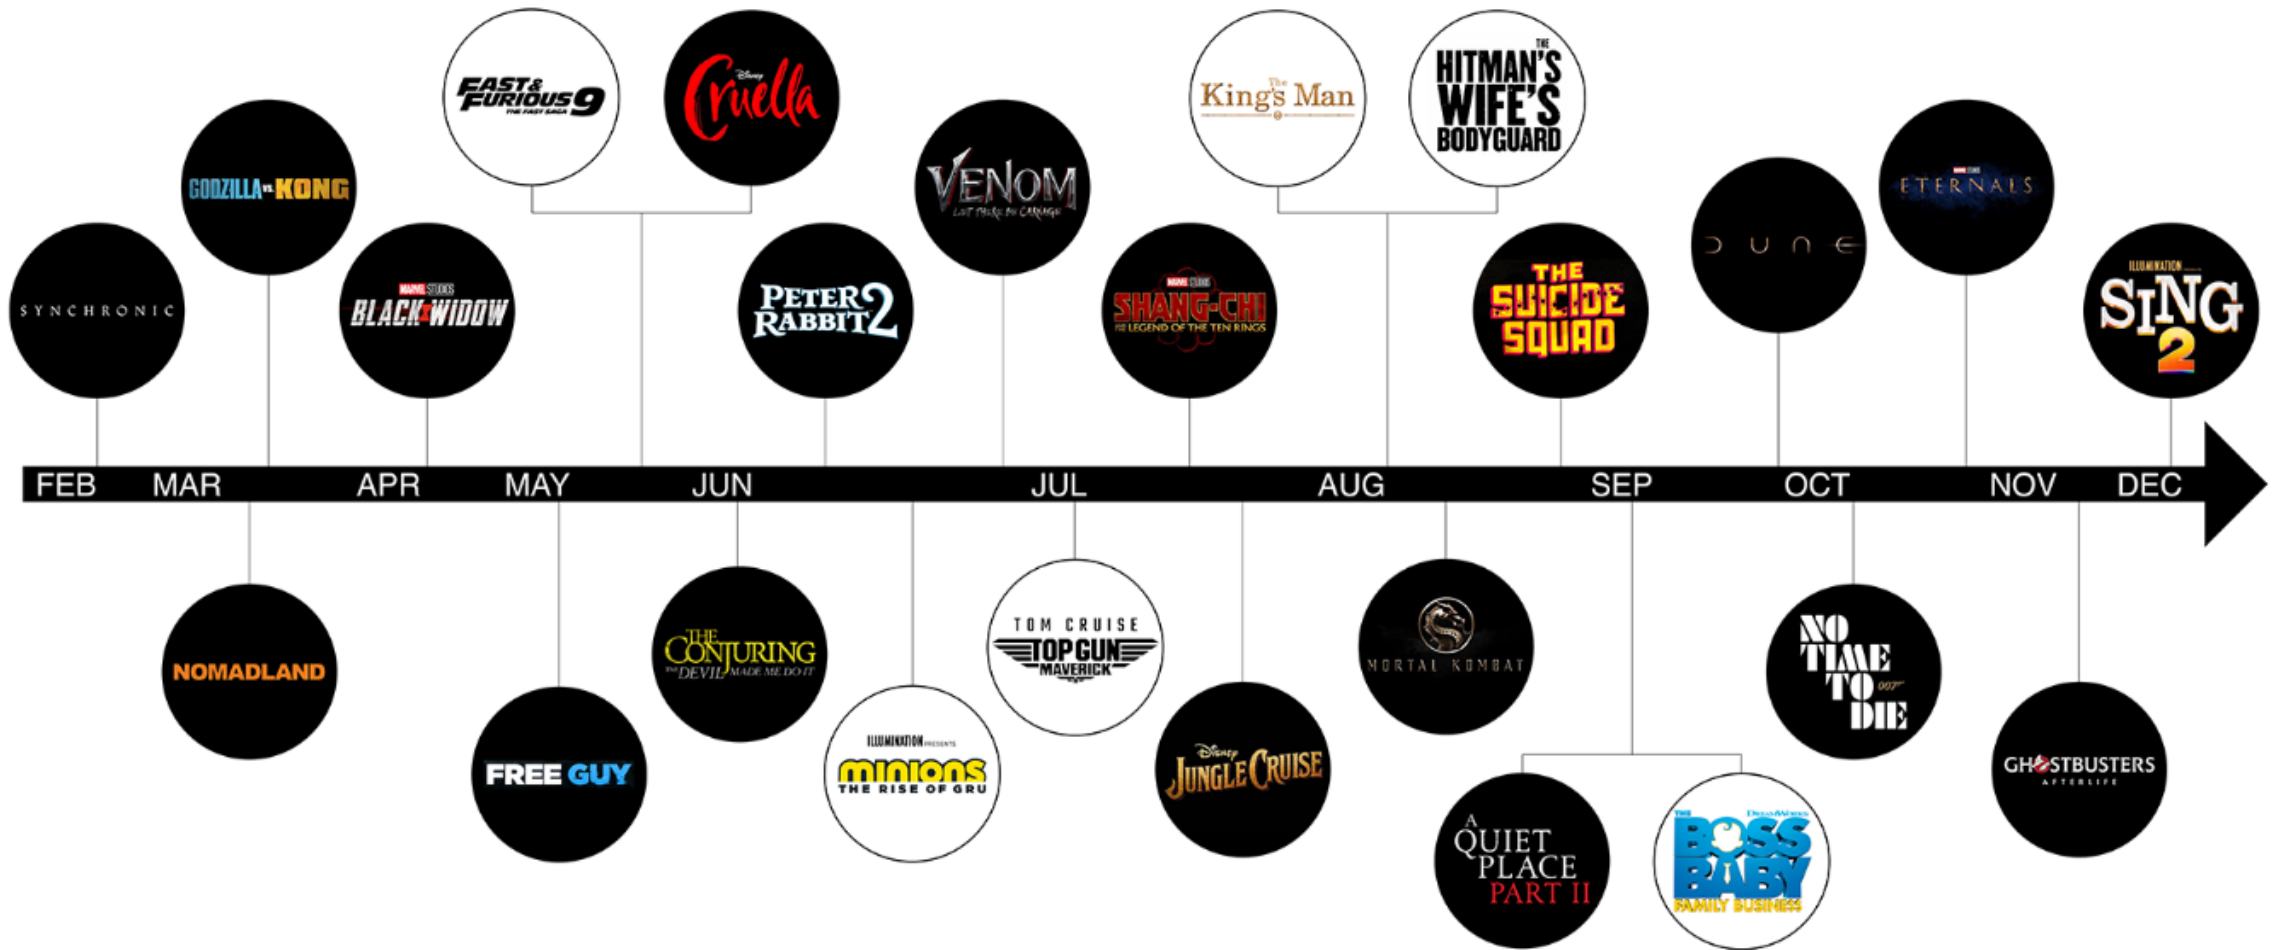 FAST &
FURIOUS 9
THE FAST SAGA
Disney
Cruella
The
King's Man
THE
HITMAN'S
WIFE'S
BODYGUARD
GODZILLA VS. KONG
VENOM
LET THERE BE CARNAGE
MARVEL STUDIOS
ETERNALS
DUNE
SYNCHRONIC
MARVEL STUDIOS
BLACK WIDOW
PETER
RABBIT 2
MARVEL STUDIOS
SHANG-CHI
AND THE LEGEND OF THE TEN RINGS
THE
SUICIDE
SQUAD
ILLUMINATION
SING
2
FEB MAR APR MAY JUN JUL AUG SEP OCT NOV DEC
NOMADLAND
FREE GUY
THE
CONJURING
THE DEVIL MADE ME DO IT
ILLUMINATION PRESENTS
MINIONS
THE RISE OF GRU
TOM CRUISE
TOP GUN
MAVERICK
Disney
JUNGLE CRUISE
MORTAL KOMBAT
A
QUIET
PLACE
PART II
THE
DREAMWORKS
BOSS
BABY
FAMILY BUSINESS
NO
TIME
TO 007
DIE
GHOSTBUSTERS
AFTERLIFE